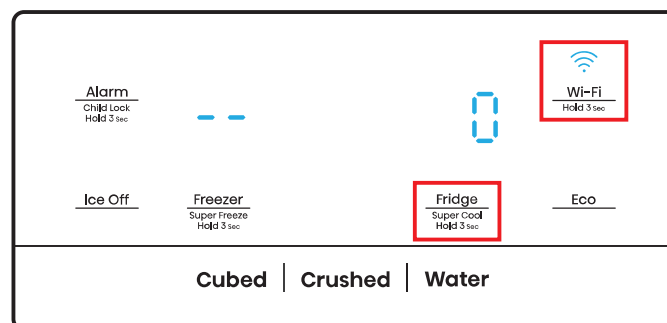 Wi-Fi
Hold 3 Sec
Alarm
Child Lock
Hold 3 Sec
-- 0
Ice Off
Freezer
Super Freeze
Hold 3 Sec
Fridge
Super Cool
Hold 3 Sec
Eco
Cubed | Crushed | Water